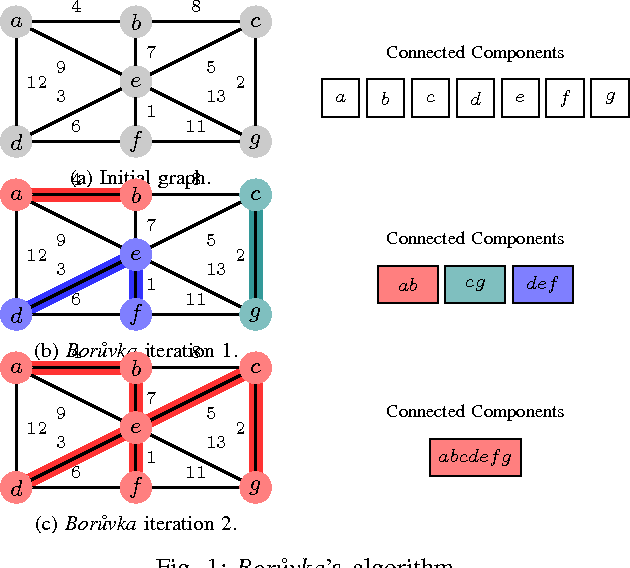 4 8
a b c
Connected Components
7
9 5
12 e 2
3 13
a b c d e f g
1
6 11
d f g
(a) Initial graph.
4 8
a b c
7
Connected Components
9 5
12 e 2
3 13
ab cg def
1
6 11
d f g
(b) Borůvka iteration 1.
4 8
a b c
7
Connected Components
9 5
12 e 2
3 13
abcdefg
1
6 11
d f g
(c) Borůvka iteration 2.
Fig. 1: Borůvka's algorithm